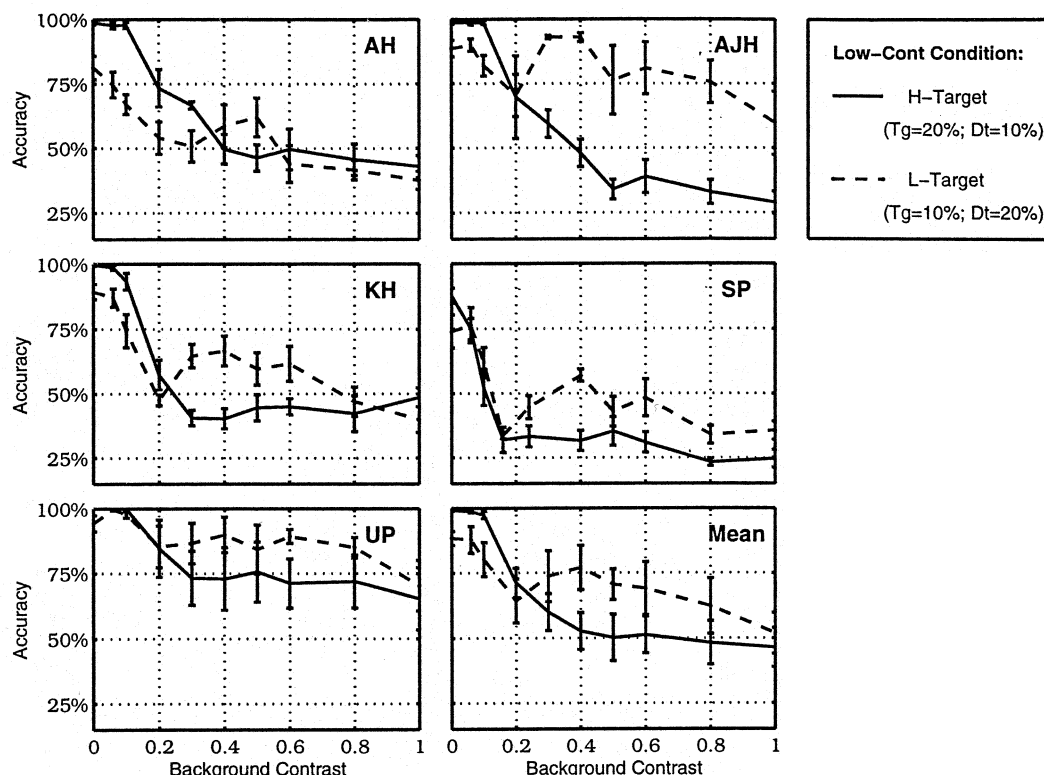 100%
75%
50%
25%
Accuracy
AH
AJH
Low−Cont Condition:
H−Target
(Tg=20%; Dt=10%)
L−Target
(Tg=10%; Dt=20%)
100%
75%
50%
25%
Accuracy
KH
SP
100%
75%
50%
25%
Accuracy
UP
Mean
0 0.2 0.4 0.6 0.8 1
0 0.2 0.4 0.6 0.8 1
Background Contrast
Background Contrast